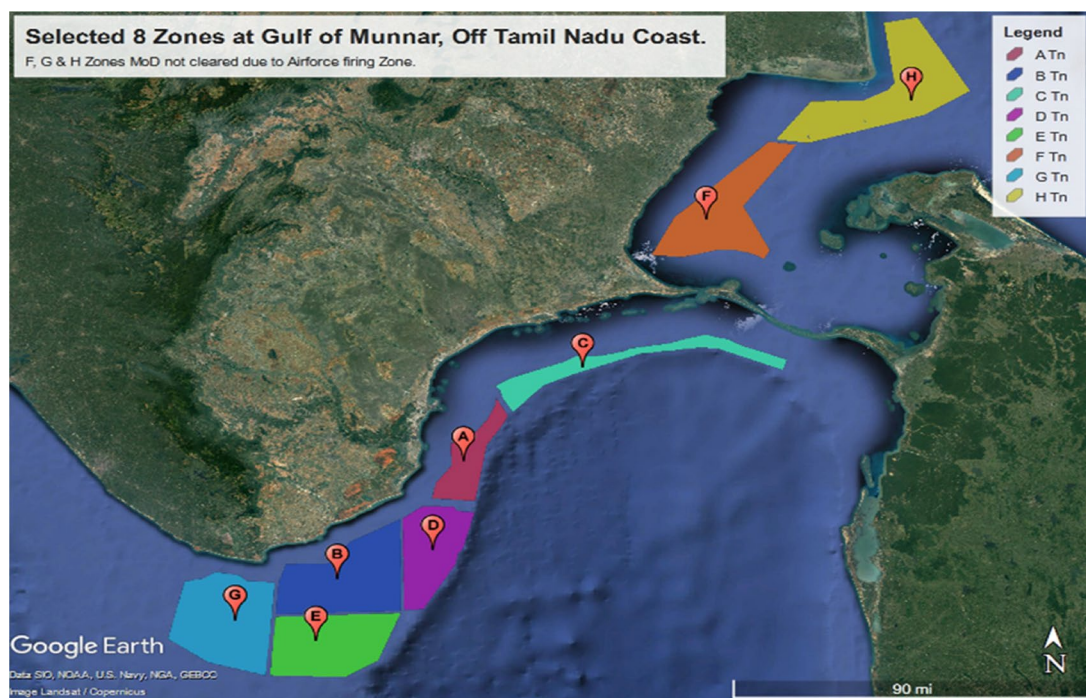 Selected 8 Zones at Gulf of Munnar, Off Tamil Nadu Coast.
F, G & H Zones MoD not cleared due to Airforce firing Zone.
Legend
A Tn
B Tn
C Tn
D Tn
E Tn
F Tn
G Tn
H Tn
H
F
C
A
D
B
G
E
Google Earth
Data SIO, NOAA, U.S. Navy, NGA, GEBCO
Image Landsat / Copernicus
90 mi
N